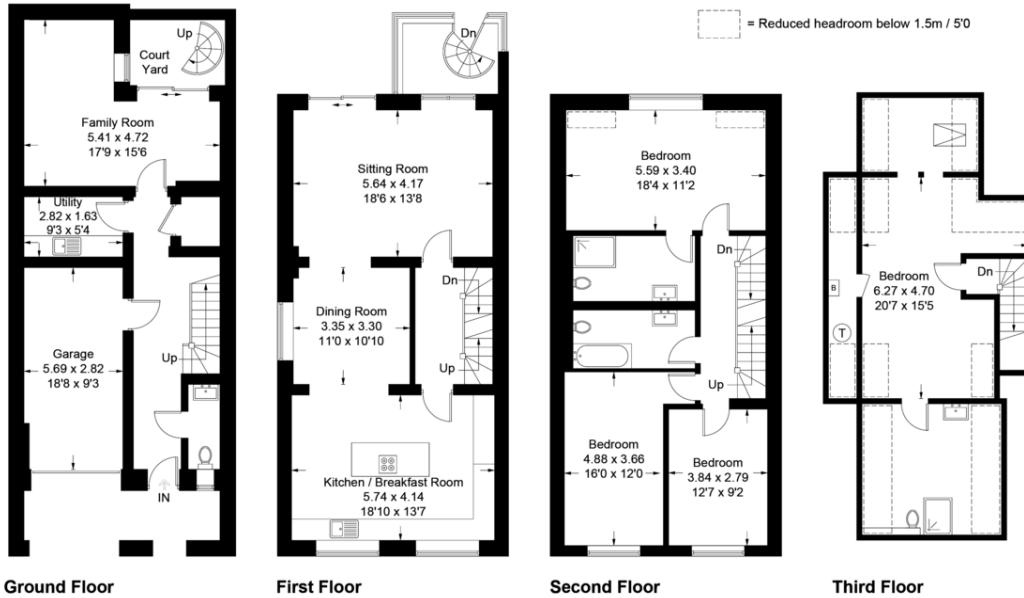 = Reduced headroom below 1.5m / 5'0
Up
Court
Yard
Family Room
5.41 x 4.72
17'9 x 15'6
Utility
2.82 x 1.63
9'3 x 5'4
Garage
5.69 x 2.82
18'8 x 9'3
Up
IN
Ground Floor
Dn
Sitting Room
5.64 x 4.17
18'6 x 13'8
Dn
Dining Room
3.35 x 3.30
11'0 x 10'10
Up
Kitchen / Breakfast Room
5.74 x 4.14
18'10 x 13'7
First Floor
Bedroom
5.59 x 3.40
18'4 x 11'2
Dn
Up
Bedroom
4.88 x 3.66
16'0 x 12'0
Bedroom
3.84 x 2.79
12'7 x 9'2
Second Floor
Dn
Bedroom
6.27 x 4.70
20'7 x 15'5
B
T
Third Floor